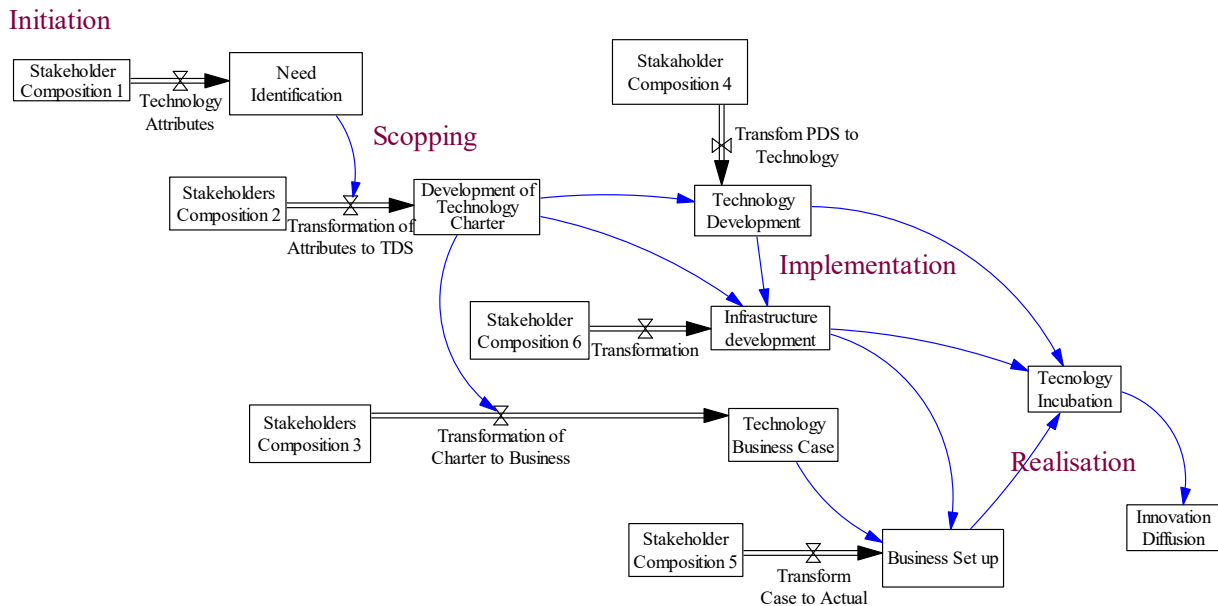 Initiation
Stakeholder
Composition 1
Technology
Attributes
Need
Identification
Stakaholder
Composition 4
Transfom PDS to
Technology
Scopping
Stakeholders
Composition 2
Transformation of
Attributes to TDS
Development of
Technology
Charter
Technology
Development
Implementation
Stakeholder
Composition 6
Transformation
Infrastructure
development
Tecnology
Incubation
Stakeholders
Composition 3
Transformation of
Charter to Business
Technology
Business Case
Realisation
Innovation
Diffusion
Stakeholder
Composition 5
Transform
Case to Actual
Business Set up